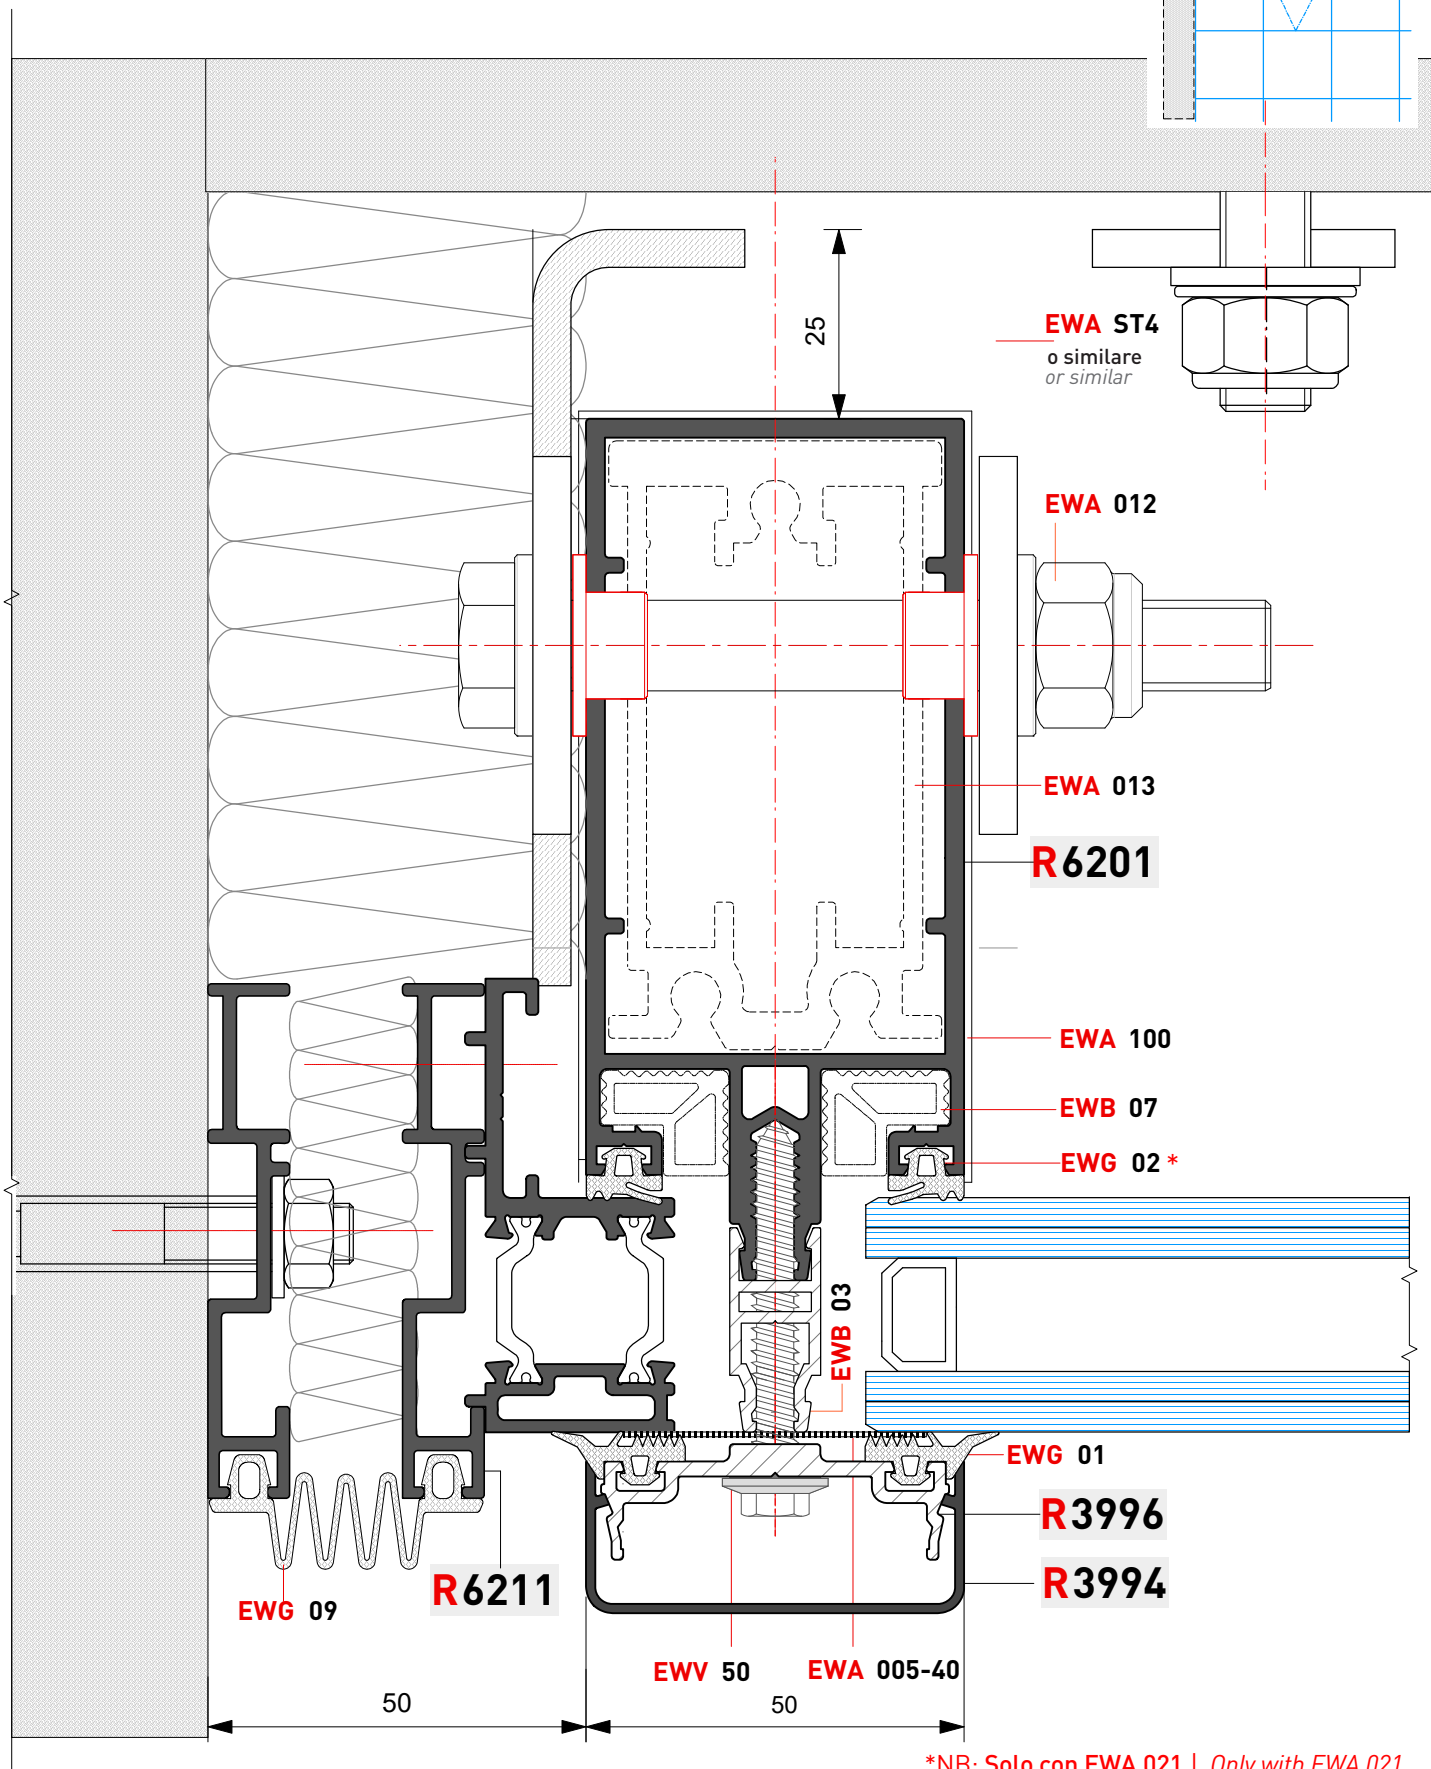 25
EWA ST4
o similare
or similar
EWA 012
EWA 013
R6201
EWA 100
EWB 07
EWG 02 *
EWB 03
EWG 01
R3996
R6211
R3994
EWG 09
EWV 50
EWA 005-40
50
50
*NB: Solo con EWA 021 | Only with EWA 021